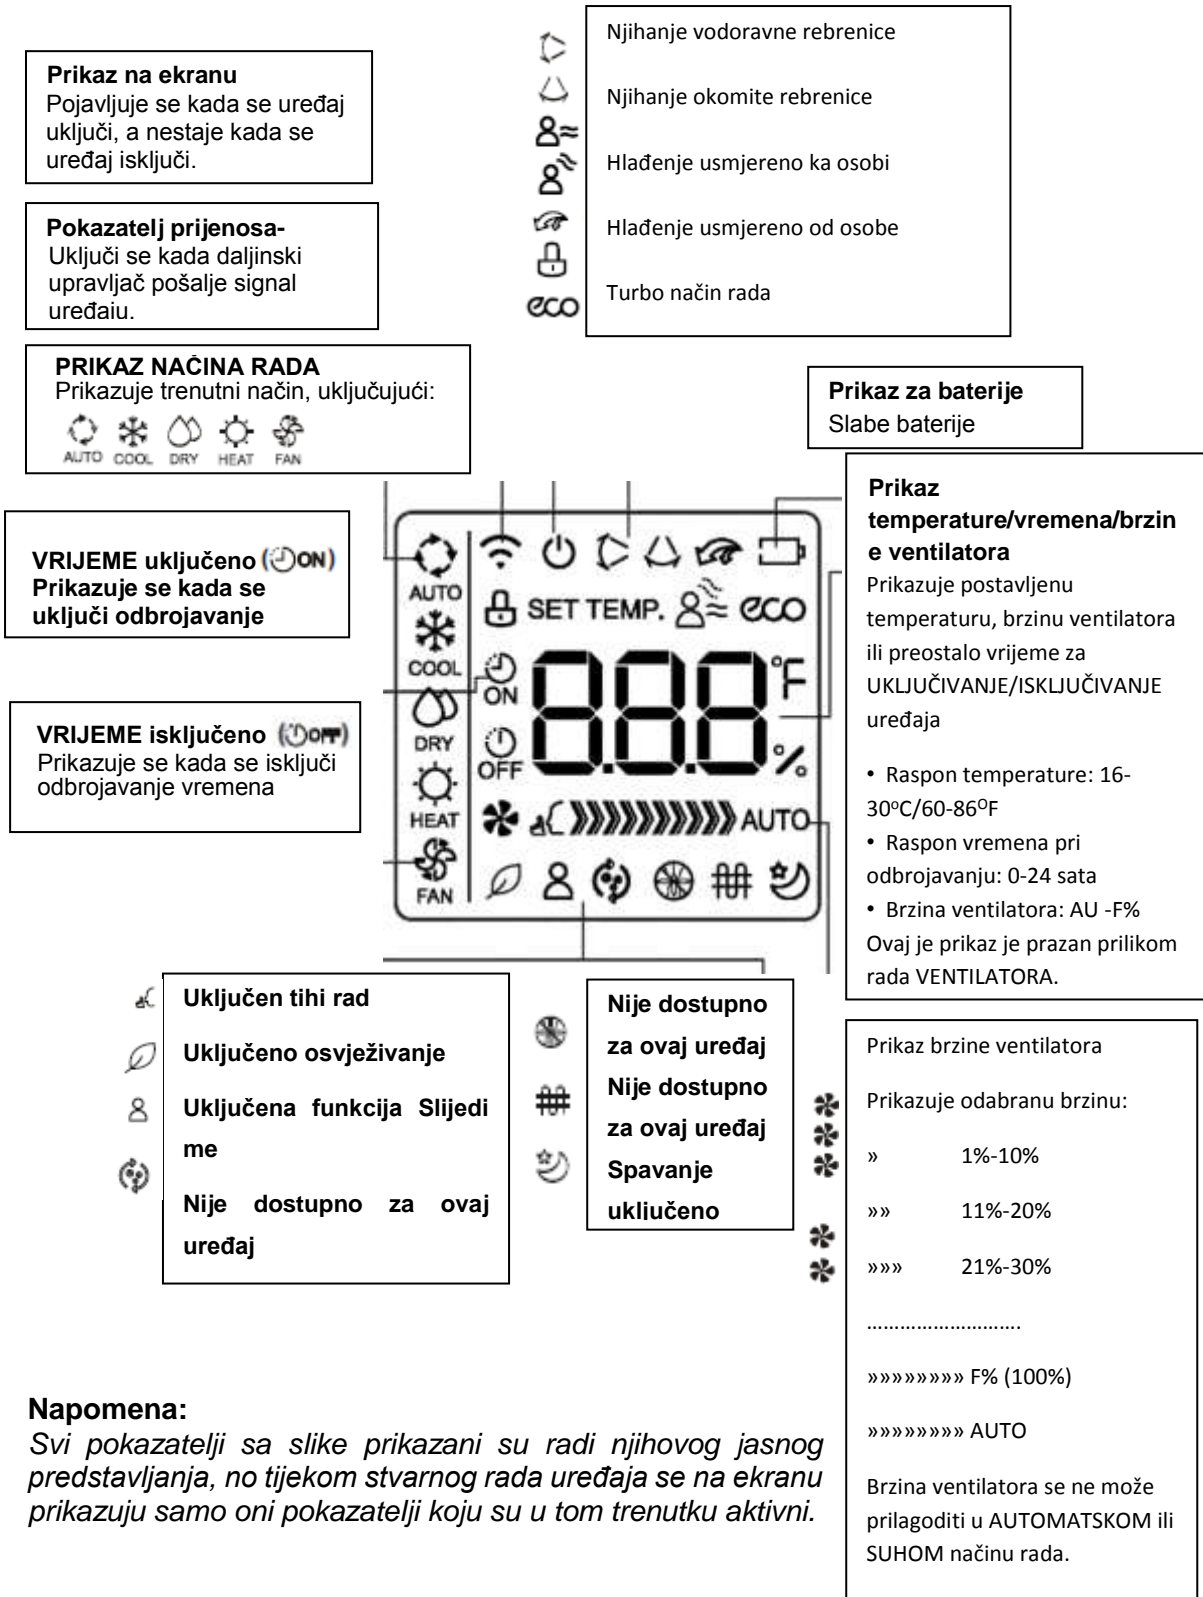 Njihanje vodoravne rebrenice
Njihanje okomite rebrenice
Hlađenje usmjereno ka osobi
Hlađenje usmjereno od osobe
eco
Turbo način rada
Prikaz na ekranu
Pojavljuje se kada se uređaj
uključi, a nestaje kada se
uređaj isključi.
Pokazatelj prijenosa-
Uključi se kada daljinski
upravljač pošalje signal
uređaiu.
PRIKAZ NAČINA RADA
Prikazuje trenutni način, uključujući:
AUTO COOL DRY HEAT FAN
Prikaz za baterije
Slabe baterije
VRIJEME uključeno (ON)
Prikazuje se kada se
uključi odbrojavanje
VRIJEME isključeno (OFF)
Prikazuje se kada se isključi
odbrojavanje vremena
AUTO
COOL
DRY
HEAT
FAN
SET TEMP. eco
ON
OFF
8.8.8 °F
%
AUTO
Prikaz
temperature/vremena/brzin
e ventilatora
Prikazuje postavljenu
temperaturu, brzinu ventilatora
ili preostalo vrijeme za
UKLJUČIVANJE/ISKLJUČIVANJE
uređaja
• Raspon temperature: 16-
30°C/60-86°F
• Raspon vremena pri
odbrojavanju: 0-24 sata
• Brzina ventilatora: AU -F%
Ovaj je prikaz je prazan prilikom
rada VENTILATORA.
Uključen tihi rad
Uključeno osvježivanje
Uključena funkcija Slijedi
me
Nije dostupno za ovaj
uređaj
Nije dostupno
za ovaj uređaj
Nije dostupno
za ovaj uređaj
Spavanje
uključeno
Prikaz brzine ventilatora
Prikazuje odabranu brzinu:
» 1%-10%
»» 11%-20%
»»» 21%-30%
……………………….
»»»»»»»» F% (100%)
»»»»»»»» AUTO
Brzina ventilatora se ne može
prilagoditi u AUTOMATSKOM ili
SUHOM načinu rada.
Napomena:
Svi pokazatelji sa slike prikazani su radi njihovog jasnog
predstavljanja, no tijekom stvarnog rada uređaja se na ekranu
prikazuju samo oni pokazatelji koju su u tom trenutku aktivni.